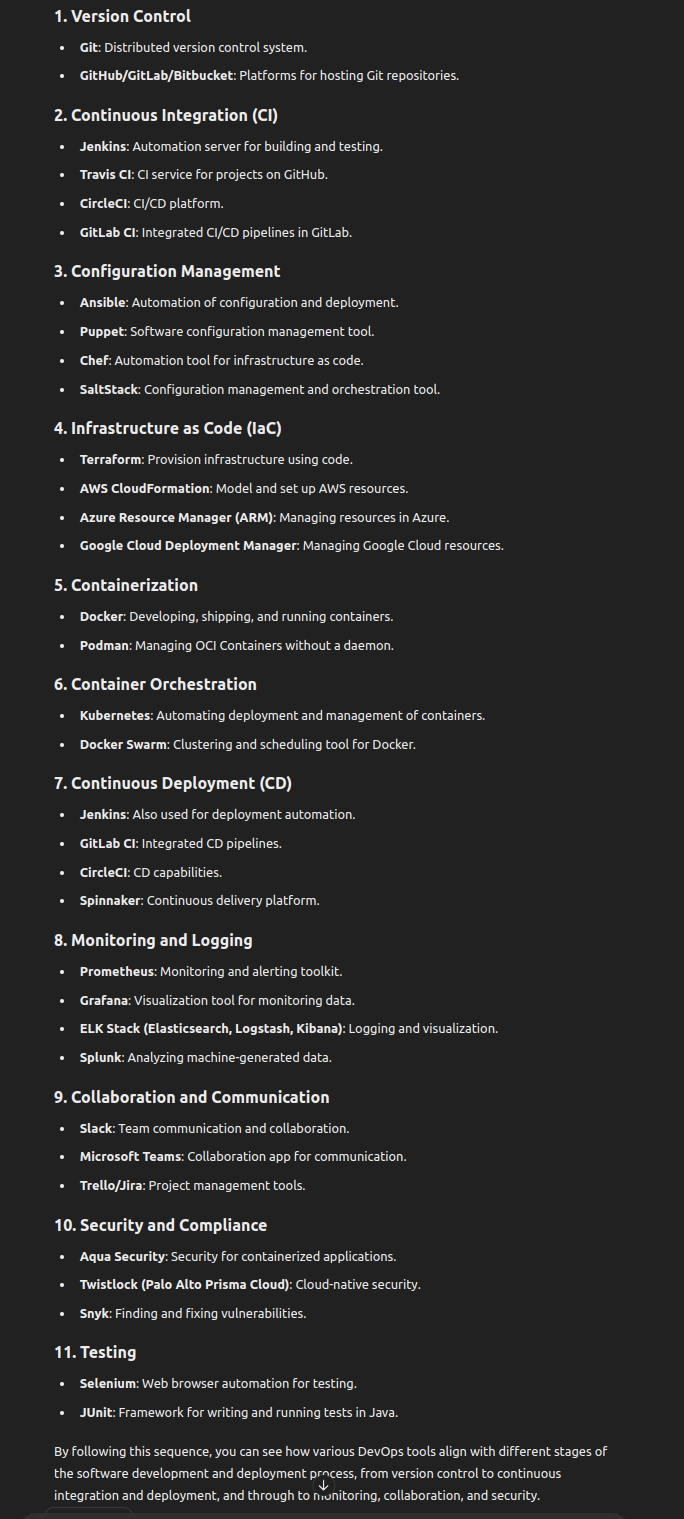 1. Version Control
Git: Distributed version control system.
GitHub/GitLab/Bitbucket: Platforms for hosting Git repositories.
2. Continuous Integration (CI)
Jenkins: Automation server for building and testing.
Travis CI: CI service for projects on GitHub.
CircleCI: CI/CD platform.
GitLab CI: Integrated CI/CD pipelines in GitLab.
3. Configuration Management
Ansible: Automation of configuration and deployment.
Puppet: Software configuration management tool.
Chef: Automation tool for infrastructure as code.
SaltStack: Configuration management and orchestration tool.
4. Infrastructure as Code (IaC)
Terraform: Provision infrastructure using code.
AWS CloudFormation: Model and set up AWS resources.
Azure Resource Manager (ARM): Managing resources in Azure.
Google Cloud Deployment Manager: Managing Google Cloud resources.
5. Containerization
Docker: Developing, shipping, and running containers.
Podman: Managing OCI Containers without a daemon.
6. Container Orchestration
Kubernetes: Automating deployment and management of containers.
Docker Swarm: Clustering and scheduling tool for Docker.
7. Continuous Deployment (CD)
Jenkins: Also used for deployment automation.
GitLab CI: Integrated CD pipelines.
CircleCI: CD capabilities.
Spinnaker: Continuous delivery platform.
8. Monitoring and Logging
Prometheus: Monitoring and alerting toolkit.
Grafana: Visualization tool for monitoring data.
ELK Stack (Elasticsearch, Logstash, Kibana): Logging and visualization.
Splunk: Analyzing machine-generated data.
9. Collaboration and Communication
Slack: Team communication and collaboration.
Microsoft Teams: Collaboration app for communication.
Trello/Jira: Project management tools.
10. Security and Compliance
Aqua Security: Security for containerized applications.
Twistlock (Palo Alto Prisma Cloud): Cloud-native security.
Snyk: Finding and fixing vulnerabilities.
11. Testing
Selenium: Web browser automation for testing.
JUnit: Framework for writing and running tests in Java.
By following this sequence, you can see how various DevOps tools align with different stages of
the software development and deployment process, from version control to continuous
integration and deployment, and through to monitoring, collaboration, and security.